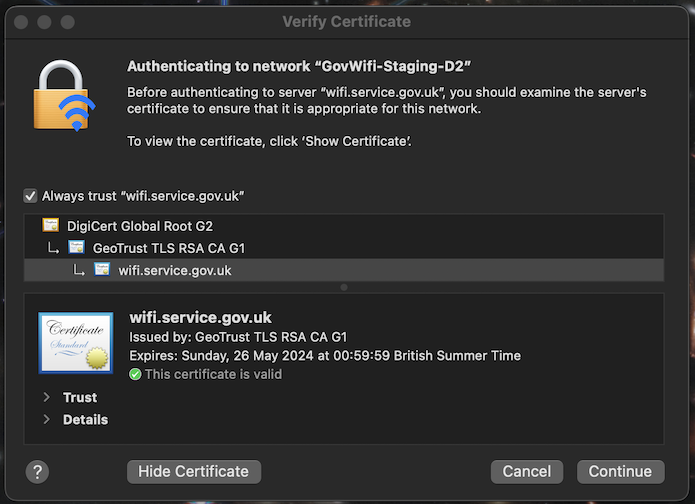 Verify Certificate
Authenticating to network “GovWifi-Staging-D2”
Before authenticating to server “wifi.service.gov.uk”, you should examine the server's
certificate to ensure that it is appropriate for this network.
To view the certificate, click ‘Show Certificate’.
Always trust “wifi.service.gov.uk”
DigiCert Global Root G2
GeoTrust TLS RSA CA G1
wifi.service.gov.uk
Certificate
Standard
wifi.service.gov.uk
Issued by: GeoTrust TLS RSA CA G1
Expires: Sunday, 26 May 2024 at 00:59:59 British Summer Time
This certificate is valid
Trust
Details
? Hide Certificate Cancel Continue